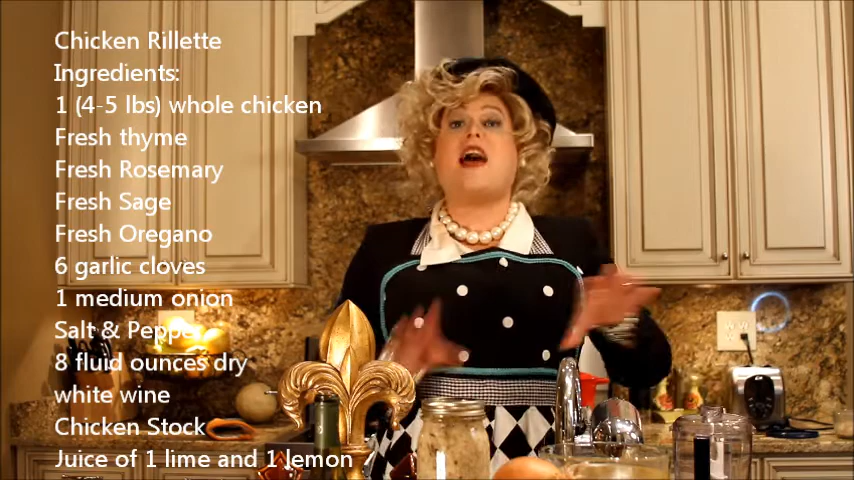 Chicken Rillette
Ingredients:
1 (4-5 lbs) whole chicken
Fresh thyme
Fresh Rosemary
Fresh Sage
Fresh Oregano
6 garlic cloves
1 medium onion
Salt & Pepper
8 fluid ounces dry
white wine
Chicken Stock
Juice of 1 lime and 1 lemon